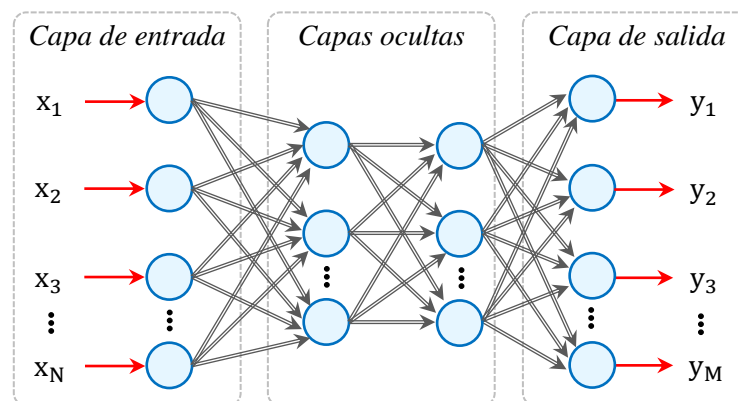 Capa de entrada
Capas ocultas
Capa de salida
x1
y1
x2
y2
x3
y3
xN
yM